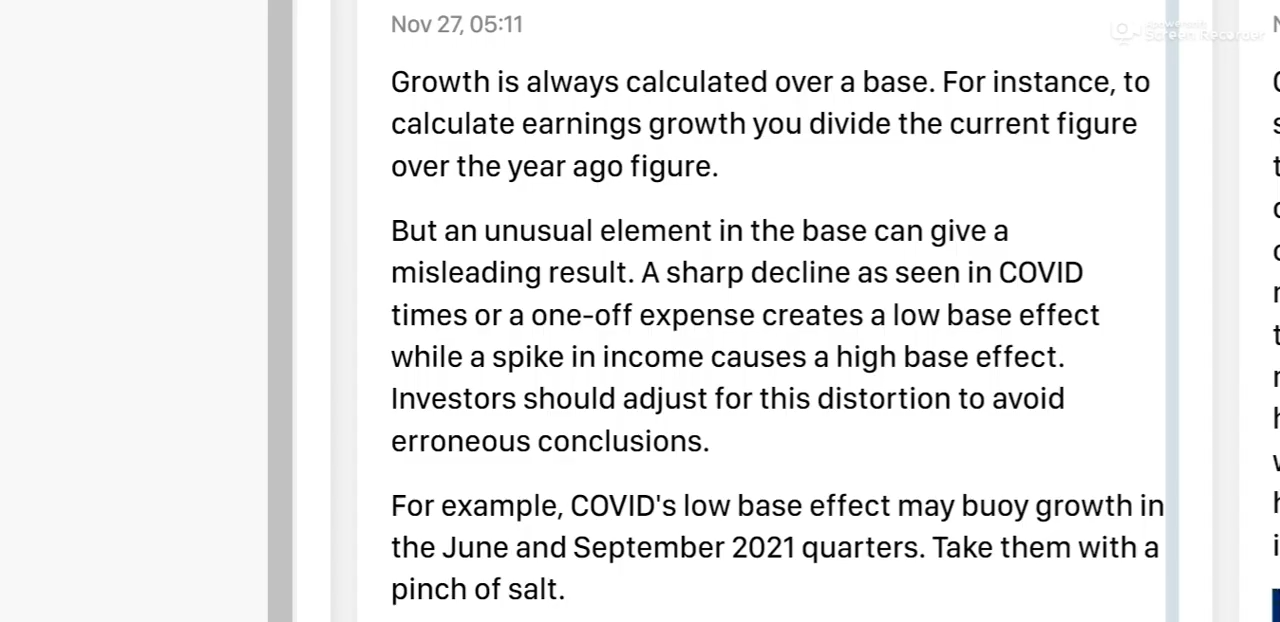 Nov 27, 05:11
Screen Recorder
Growth is always calculated over a base. For instance, to
calculate earnings growth you divide the current figure
over the year ago figure.
But an unusual element in the base can give a
misleading result. A sharp decline as seen in COVID
times or a one-off expense creates a low base effect
while a spike in income causes a high base effect.
Investors should adjust for this distortion to avoid
erroneous conclusions.
For example, COVID's low base effect may buoy growth in
the June and September 2021 quarters. Take them with a
pinch of salt.